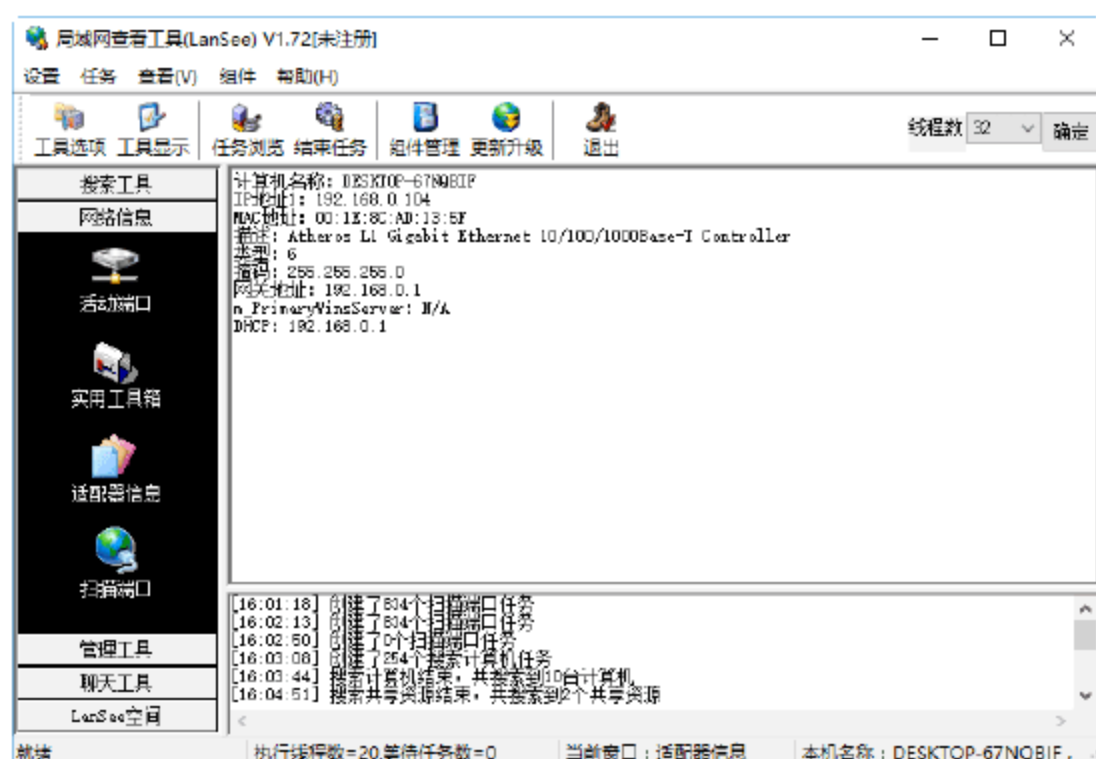 局域网查看工具(LanSee) V1.72[未注册]
设置 任务 查看(V) 组件 帮助(H)
工具选项 工具显示 任务浏览 结束任务 组件管理 更新升级 退出 线程数 32 确定
搜索工具
网络信息
活动端口
实用工具箱
适配器信息
扫描端口
管理工具
聊天工具
LanSee空间
计算机名称: DESKTOP-67NQBIF
IP地址1: 192.168.0.104
MAC地址: 00:1E:8C:AD:13:5F
描述: Atheros L1 Gigabit Ethernet 10/100/1000Base-T Controller
类型: 6
掩码: 255.255.255.0
网关地址: 192.168.0.1
m_PrimaryWinsServer: N/A
DHCP: 192.168.0.1
[16:01:18] 创建了834个扫描端口任务
[16:02:13] 创建了834个扫描端口任务
[16:02:50] 创建了0个扫描端口任务
[16:03:08] 创建了254个搜索计算机任务
[16:03:44] 搜索计算机结束，共搜索到10台计算机
[16:04:51] 搜索共享资源结束，共搜索到2个共享资源
就绪 执行线程数=20,等待任务数=0 当前窗口：适配器信息 本机名称：DESKTOP-67NQBIF，